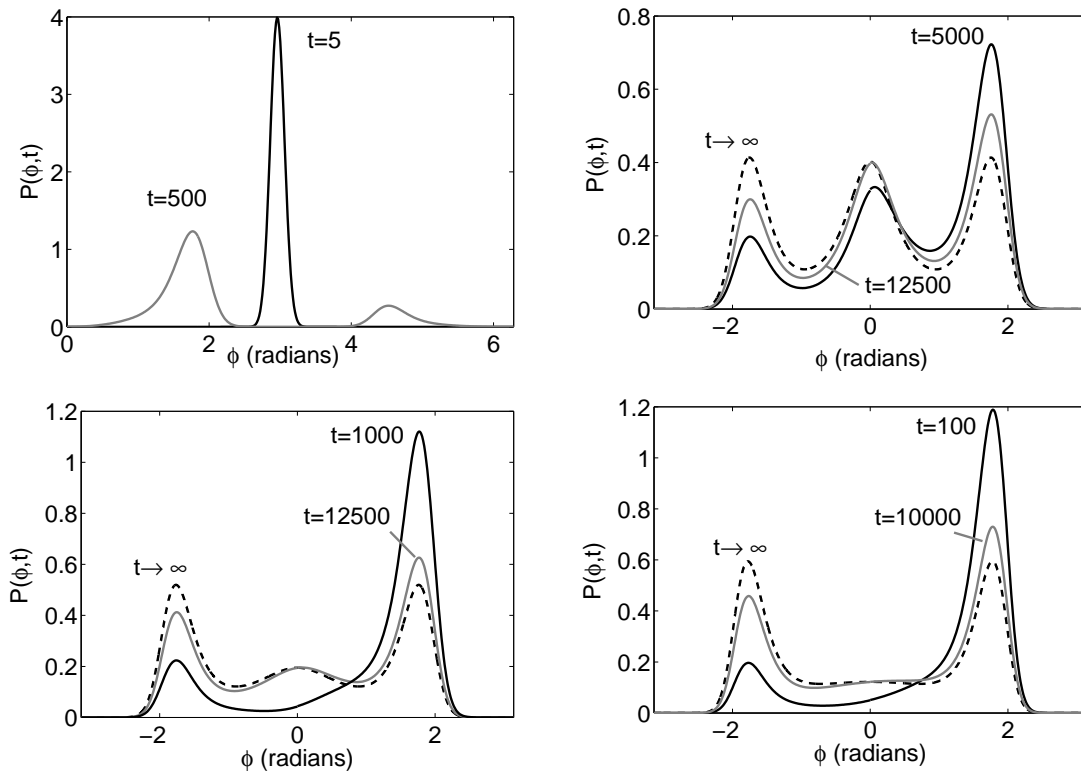 4
3
2
1
0
P(ϕ,t)
t=5
t=500
0 2 4 6
ϕ (radians)
0.8
0.6
0.4
0.2
0
P(ϕ,t)
t=5000
t→ ∞
t=12500
−2 0 2
ϕ (radians)
1.2
1
0.8
0.6
0.4
0.2
0
P(ϕ,t)
t=1000
t=12500
t→ ∞
−2 0 2
ϕ (radians)
1.2
1
0.8
0.6
0.4
0.2
0
P(ϕ,t)
t=100
t=10000
t→ ∞
−2 0 2
ϕ (radians)